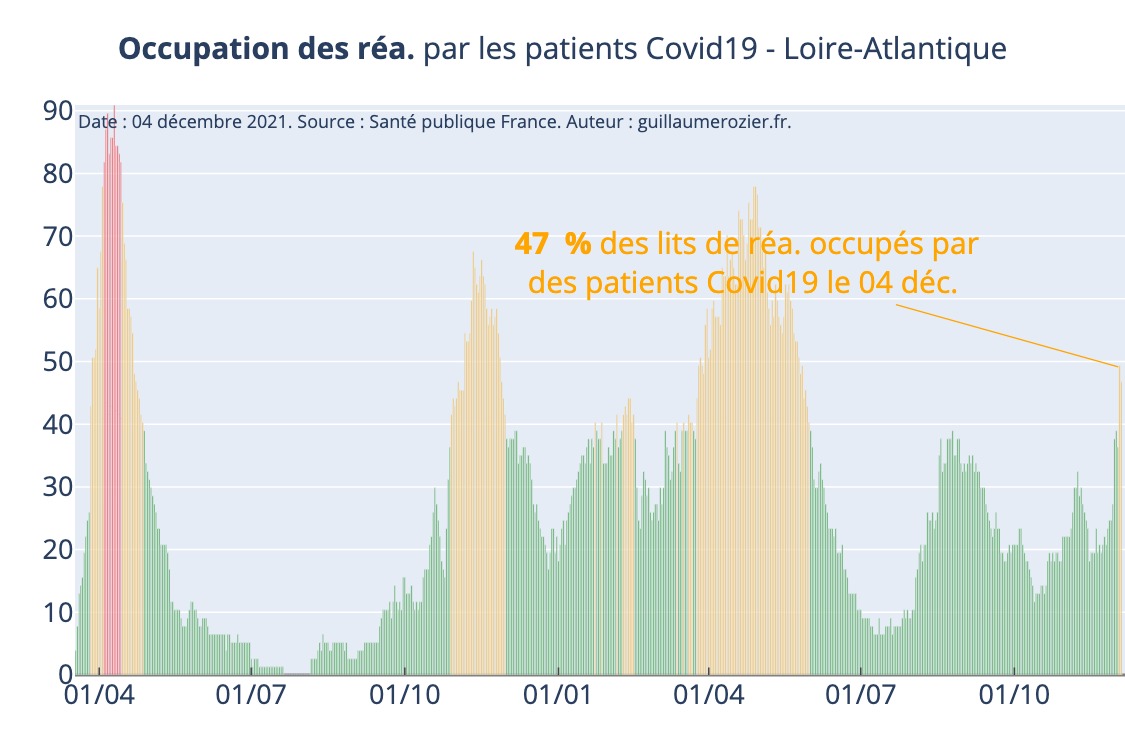 Occupation des réa. par les patients Covid19 - Loire-Atlantique
90
Date : 04 décembre 2021. Source : Santé publique France. Auteur : guillaumerozier.fr.
80
70
47 % des lits de réa. occupés par
des patients Covid19 le 04 déc.
60
50
40
30
20
10
0
01/04 01/07 01/10 01/01 01/04 01/07 01/10